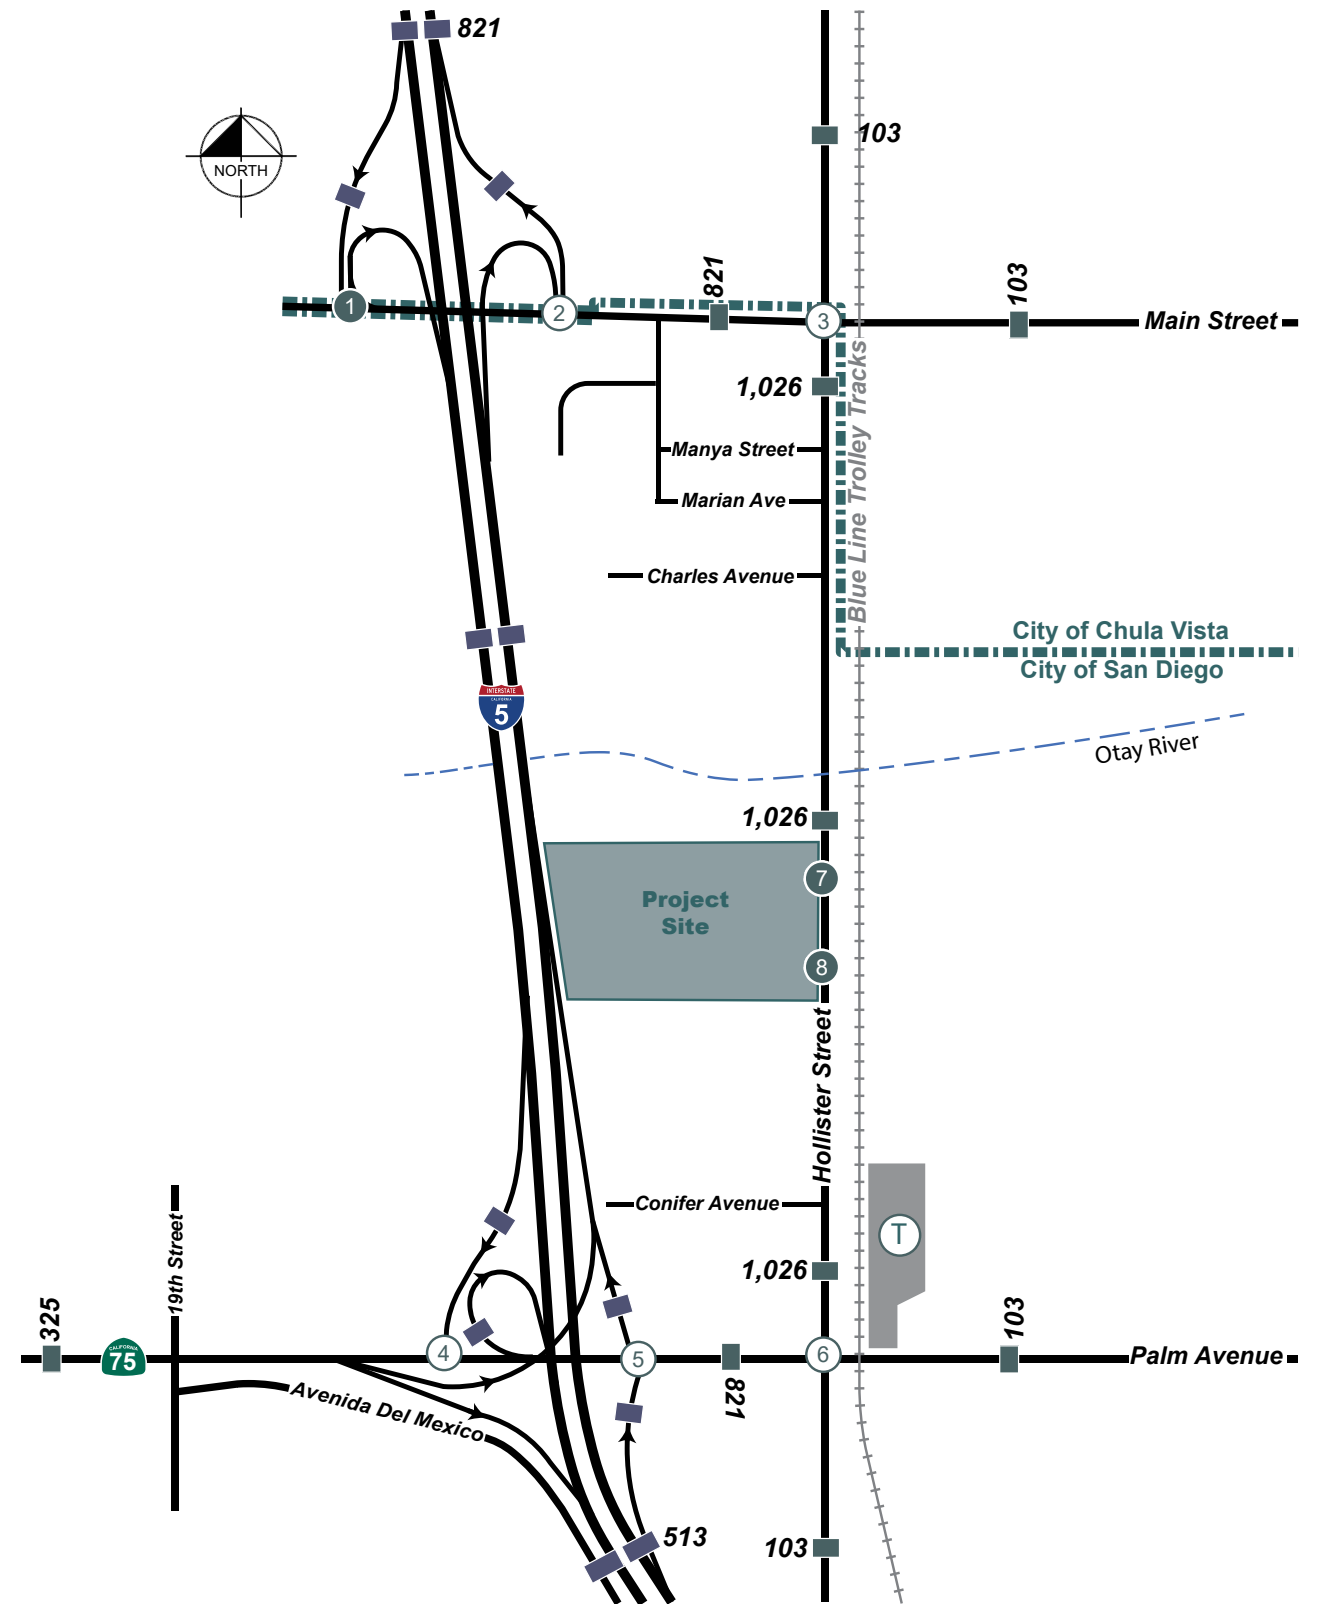 821
103
NORTH
821
103
1
2
3
Main Street
1,026
Blue Line Trolley Tracks
Manya Street
Marian Ave
Charles Avenue
City of Chula Vista
City of San Diego
INTERSTATE
CALIFORNIA
5
Otay River
1,026
7
Project
Site
8
Hollister Street
Conifer Avenue
T
19th Street
1,026
325
103
CALIFORNIA
75
4
5
6
Palm Avenue
821
Avenida Del Mexico
513
103